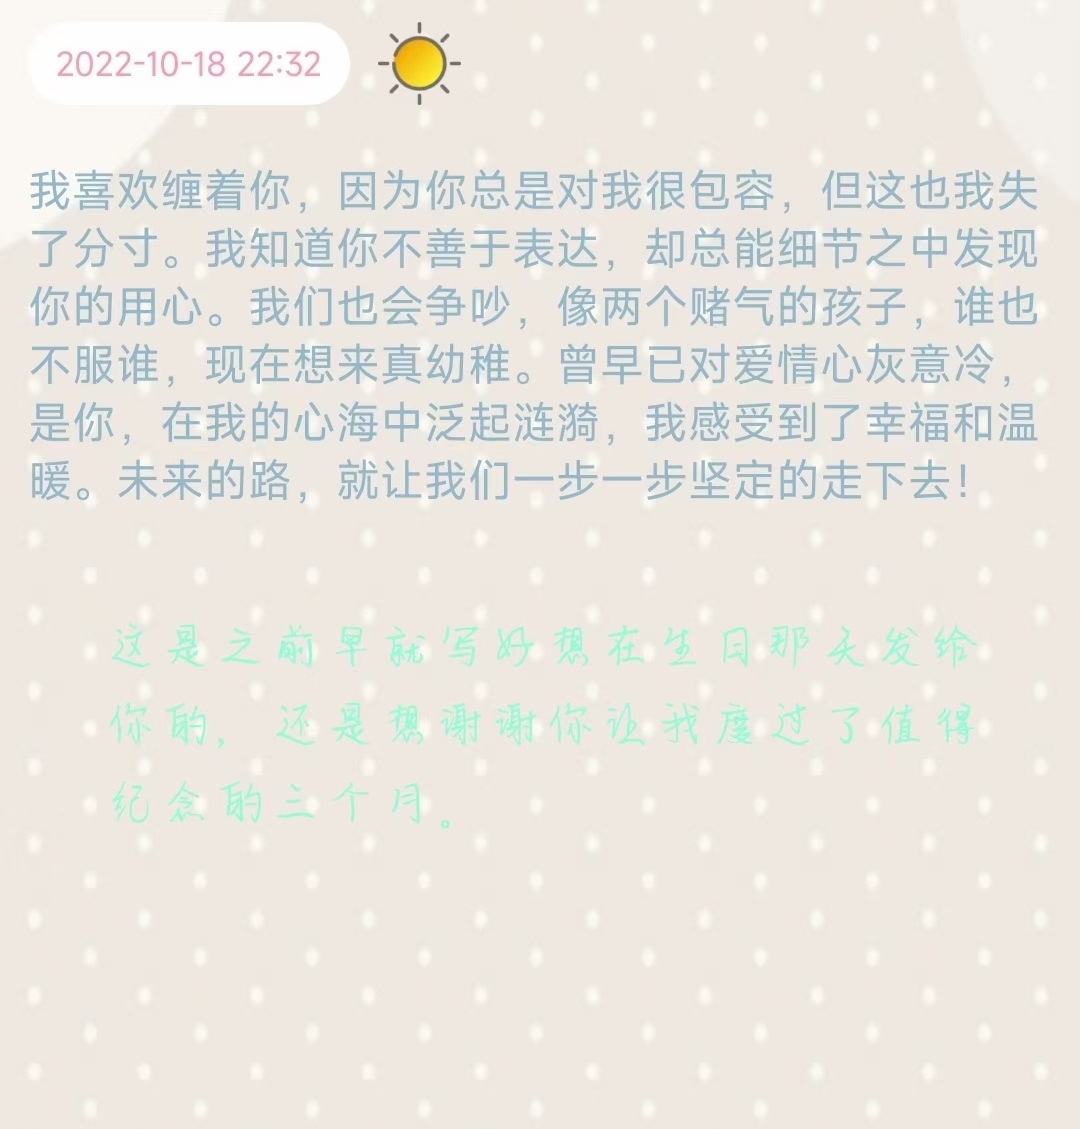 2022-10-18 22:32
我喜欢缠着你，因为你总是对我很包容，但这也我失
了分寸。我知道你不善于表达，却总能细节之中发现
你的用心。我们也会争吵，像两个赌气的孩子，谁也
不服谁，现在想来真幼稚。曾早已对爱情心灰意冷，
是你，在我的心海中泛起涟漪，我感受到了幸福和温
暖。未来的路，就让我们一步一步坚定的走下去！
这是之前早就写好想在生日那天发给
你的，还是想谢谢你让我度过了值得
纪念的三个月。